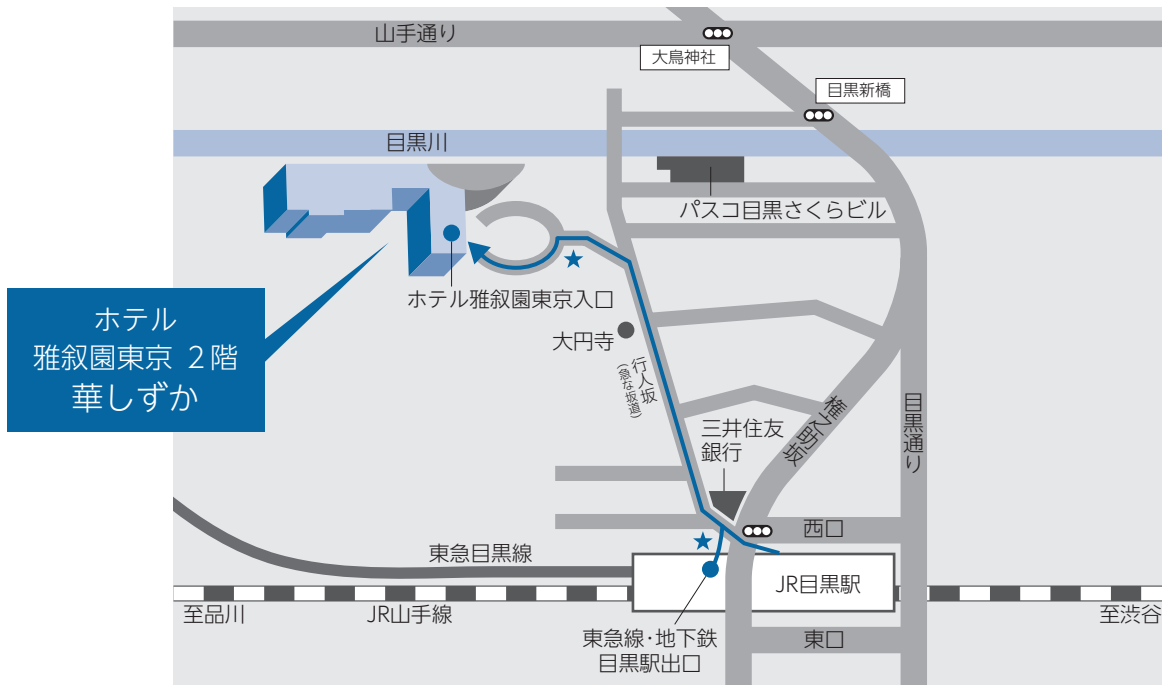 山手通り
大鳥神社
目黒新橋
目黒川
パスコ目黒さくらビル
ホテル雅叙園東京入口
ホテル
雅叙園東京 2階
華しずか
大円寺
行人坂
(急な坂道)
三井住友
銀行
権之助坂
目黒通り
西口
東急目黒線
JR目黒駅
至品川
JR山手線
至渋谷
東急線・地下鉄
目黒駅出口
東口